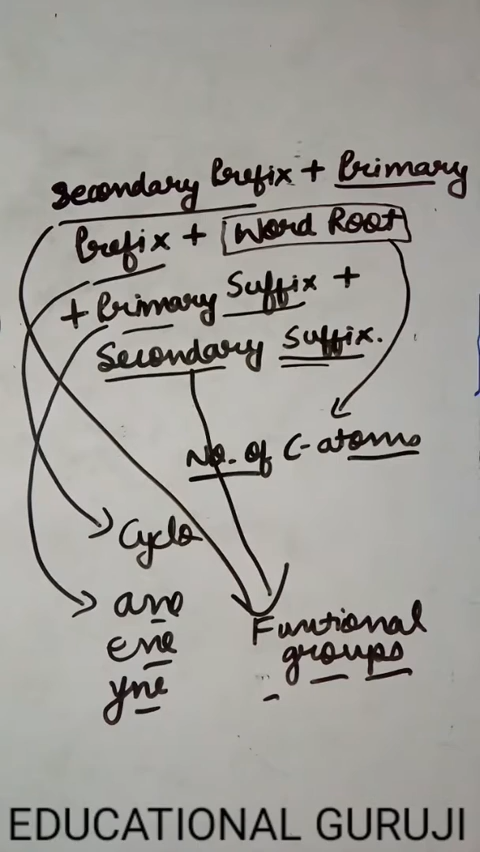 Secondary Prefix + Primary
Prefix + Word Root
+ Primary Suffix +
Secondary Suffix.
No. of C-atoms
Cyclo
ane
ene
yne
Functional
groups
EDUCATIONAL GURUJI